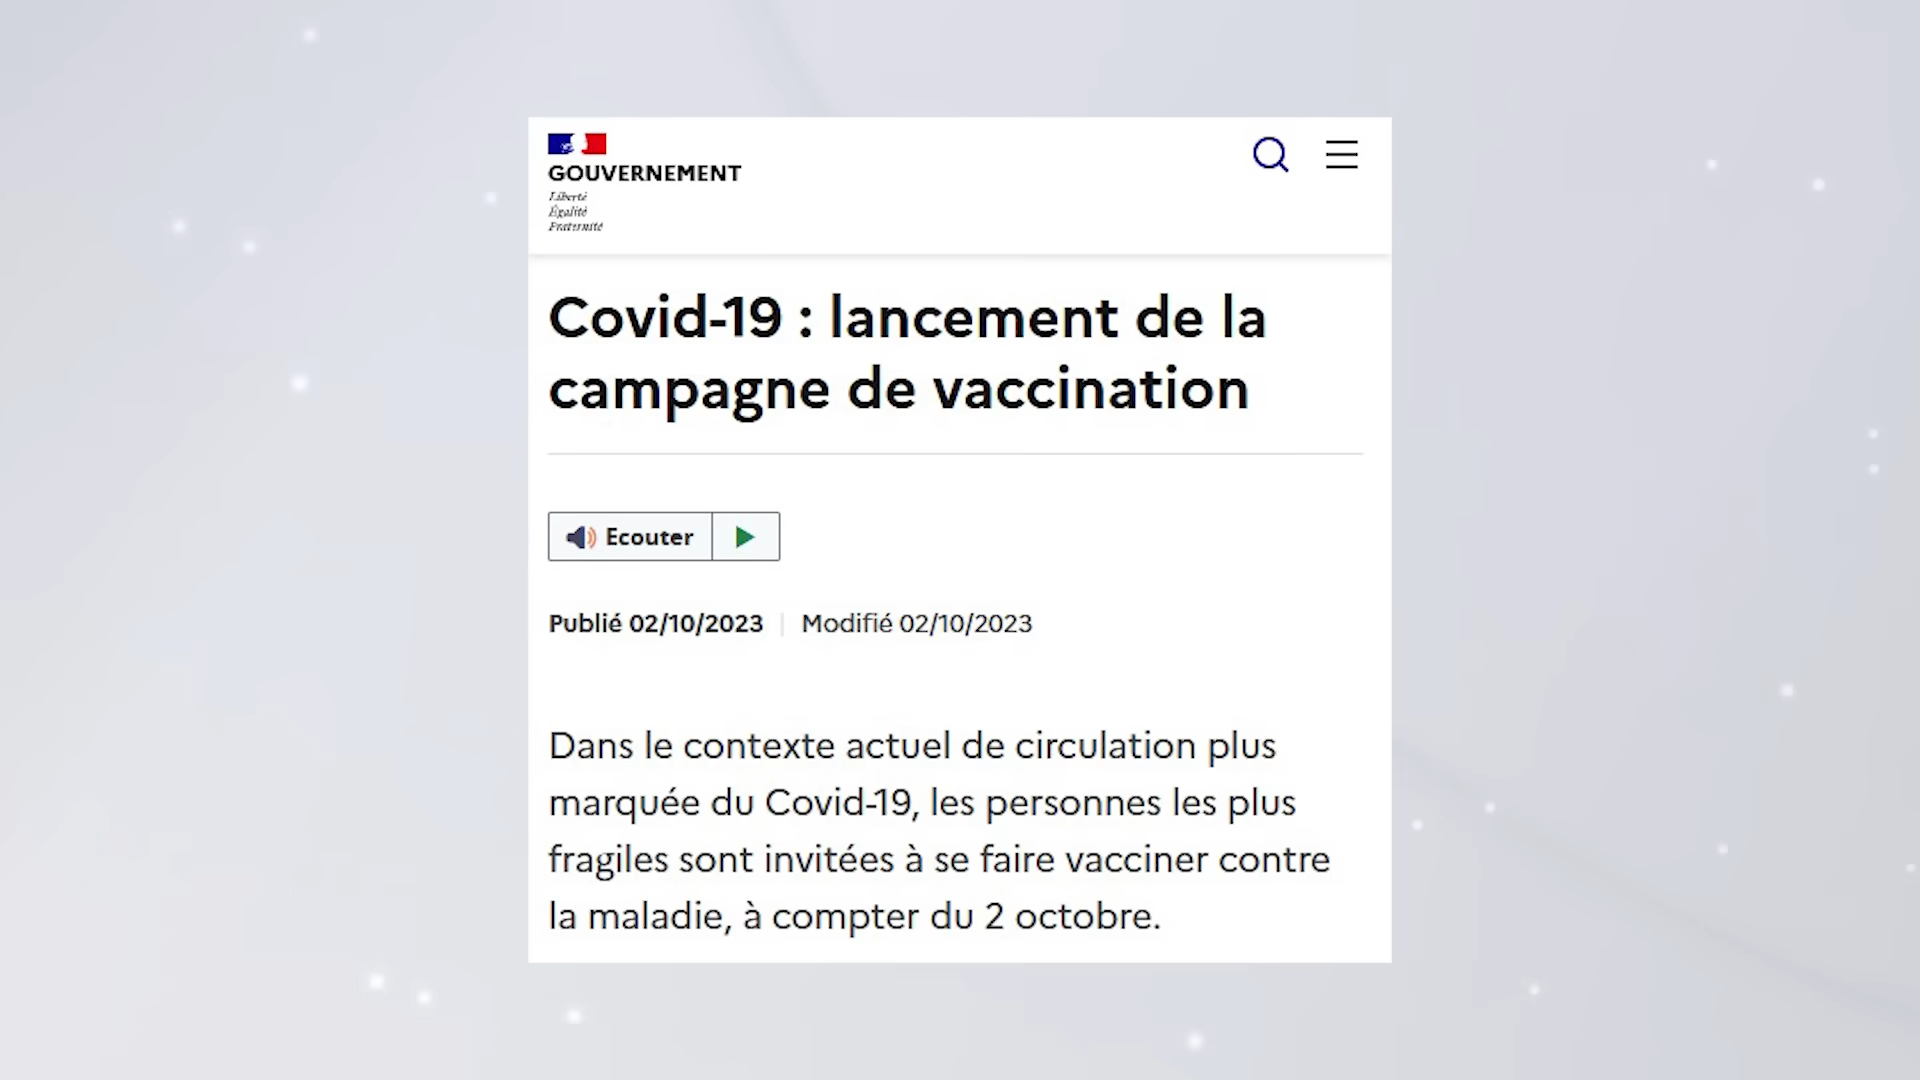 GOUVERNEMENT
Liberté
Égalité
Fraternité
Covid-19 : lancement de la
campagne de vaccination
Ecouter
Publié 02/10/2023 Modifié 02/10/2023
Dans le contexte actuel de circulation plus
marquée du Covid-19, les personnes les plus
fragiles sont invitées à se faire vacciner contre
la maladie, à compter du 2 octobre.